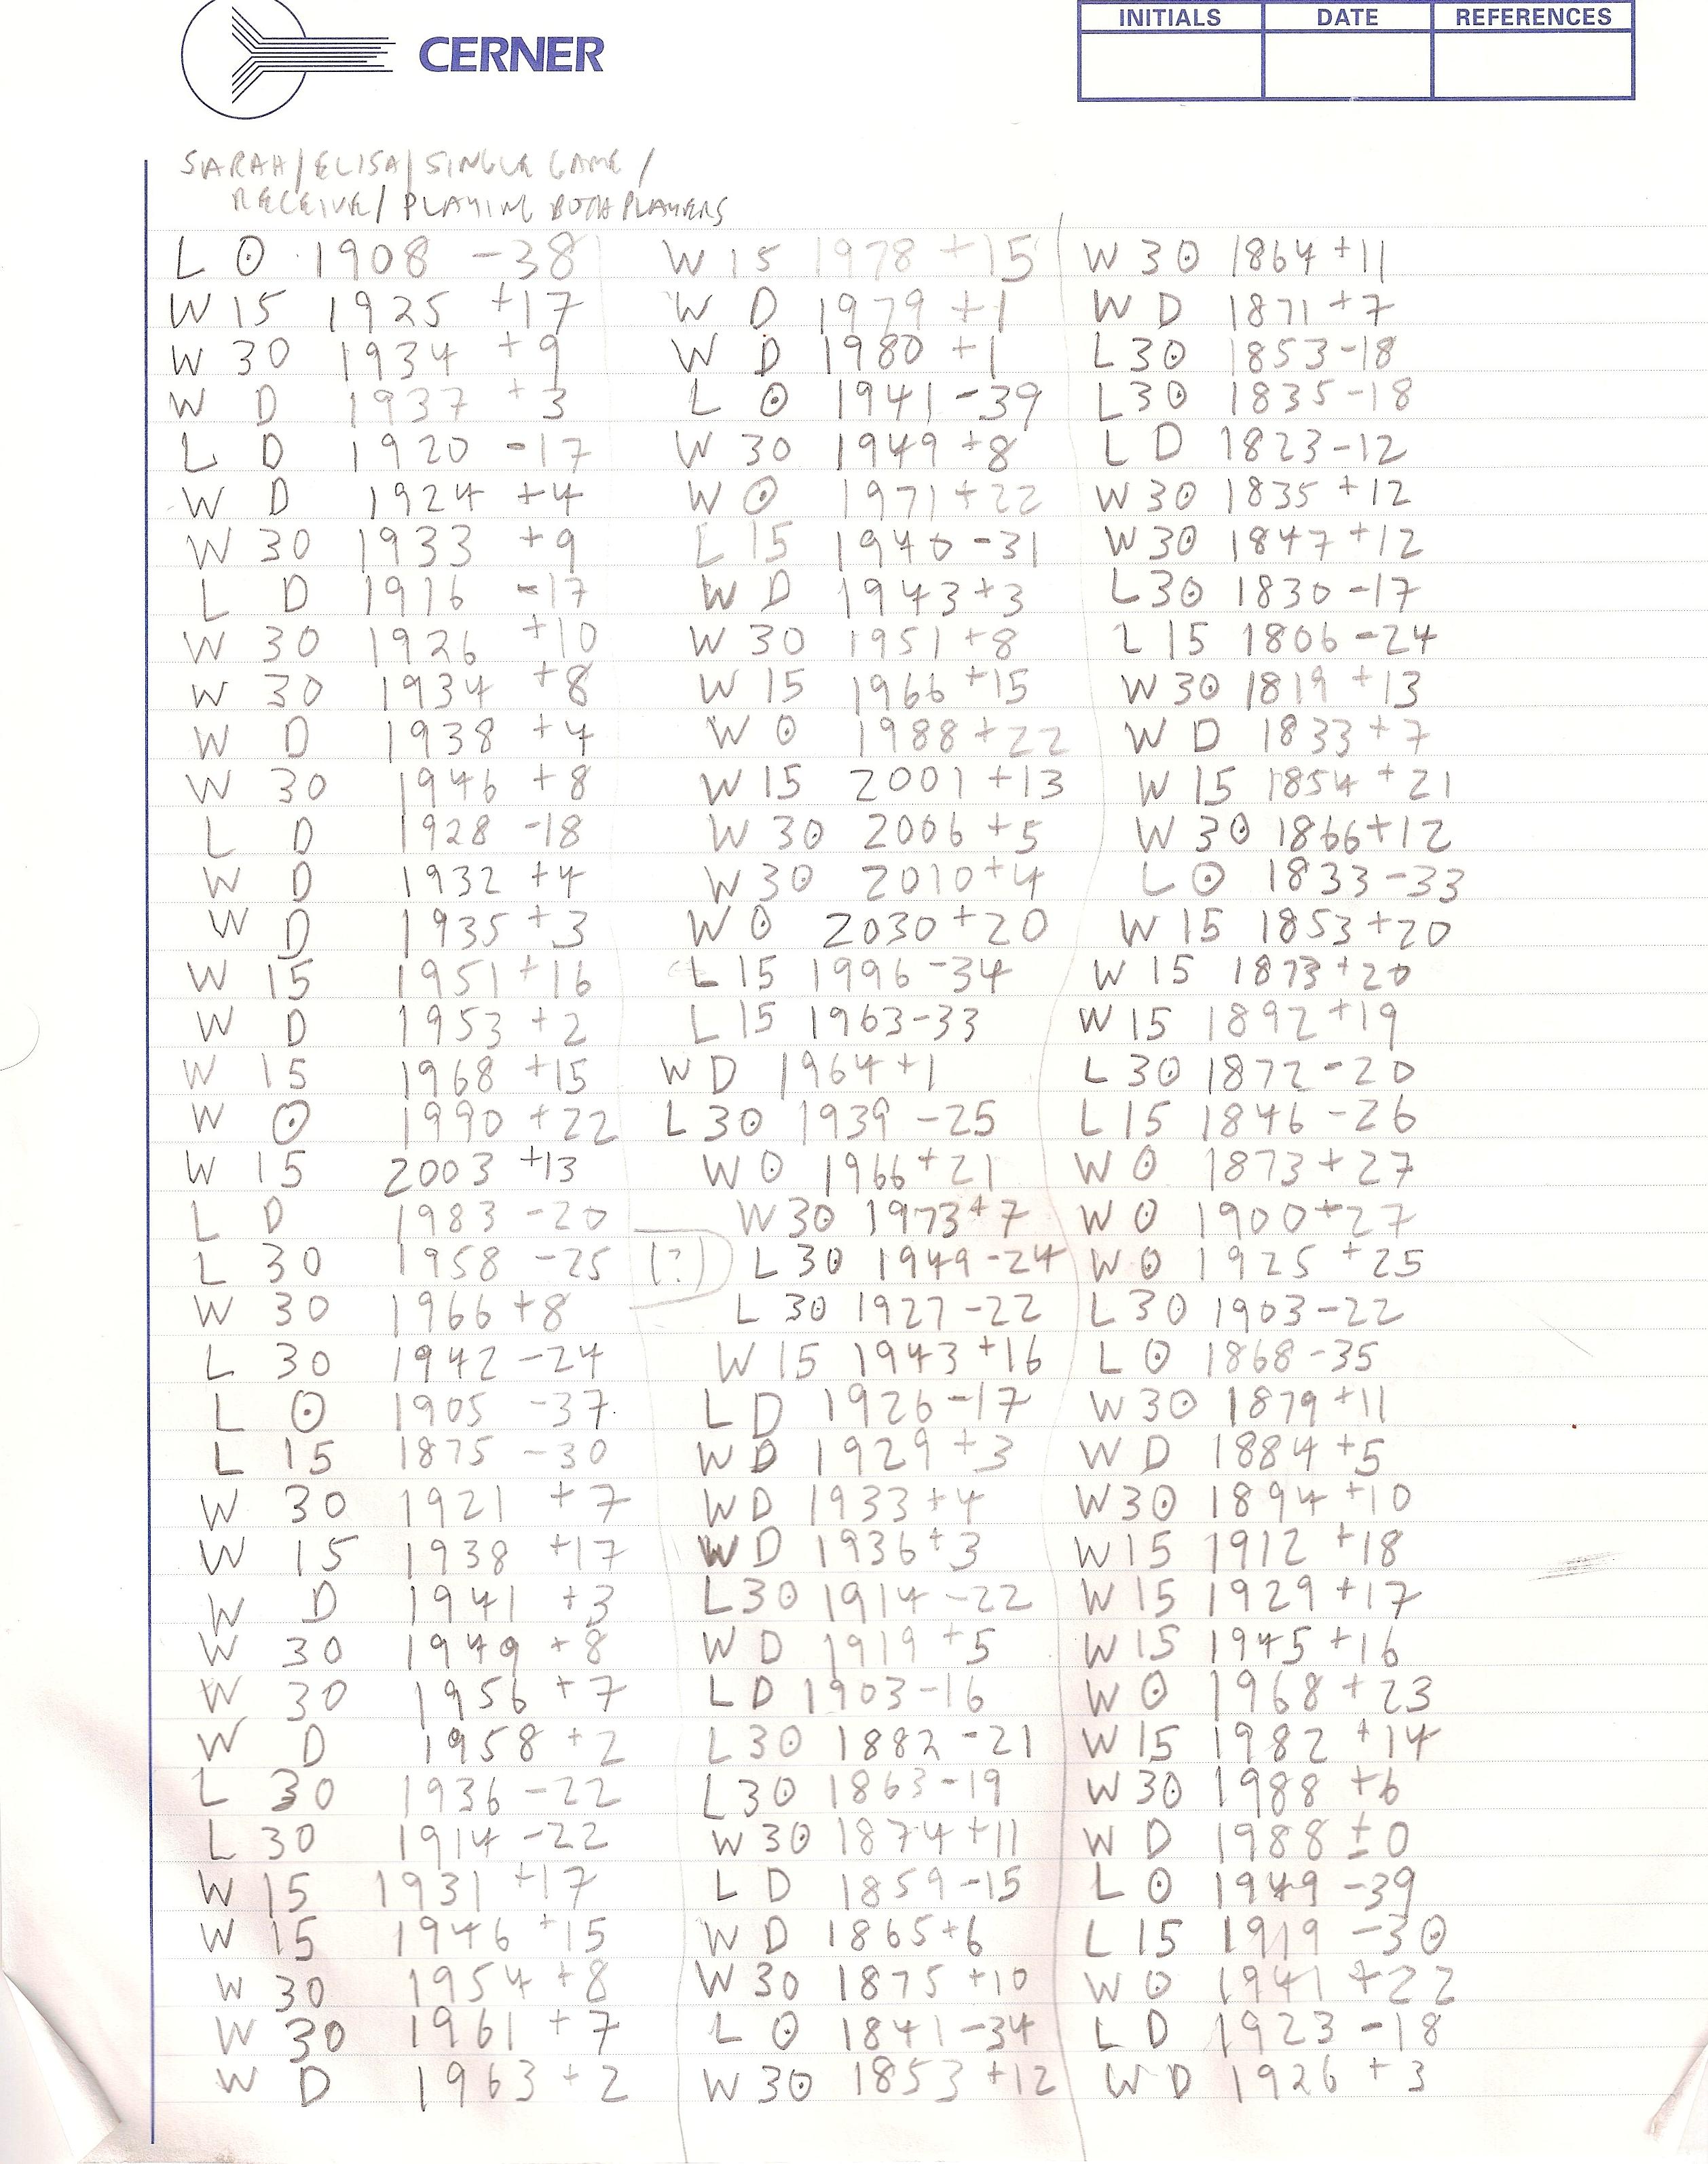 CERNER
INITIALS DATE REFERENCES
SARAH/ELISA/SINGLE GAME/
RECEIVE/PLAYING BOTH PLAYERS
L 0 1908 -38
W 15 1925 +17
W 30 1934 +9
W D 1937 +3
L D 1920 -17
W D 1924 +4
W 30 1933 +9
L D 1916 -17
W 30 1926 +10
W 30 1934 +8
W D 1938 +4
W 30 1946 +8
L D 1928 -18
W D 1932 +4
W D 1935 +3
W 15 1951 +16
W D 1953 +2
W 15 1968 +15
W 0 1990 +22
W 15 2003 +13
L D 1983 -20
L 30 1958 -25
W 30 1966 +8
L 30 1942 -24
L 0 1905 -37
L 15 1875 -30
W 30 1921 +7
W 15 1938 +17
W D 1941 +3
W 30 1949 +8
W 30 1956 +7
W D 1958 +2
L 30 1936 -22
L 30 1914 -22
W 15 1931 +17
W 15 1946 +15
W 30 1954 +8
W 30 1961 +7
W D 1963 +2
W 15 1978 +15
W D 1979 +1
W D 1980 +1
L 0 1941 -39
W 30 1949 +8
W 0 1971 +22
L 15 1940 -31
W D 1943 +3
W 30 1951 +8
W 15 1966 +15
W 0 1988 +22
W 15 2001 +13
W 30 2006 +5
W 30 2010 +4
W 0 2030 +20
L 15 1996 -34
L 15 1963 -33
W D 1964 +1
L 30 1939 -25
W 0 1966 +21
W 30 1973 +7
(?) L 30 1949 -24
L 30 1927 -22
W 15 1943 +16
L D 1926 -17
W D 1929 +3
W D 1933 +4
W D 1936 +3
L 30 1914 -22
W D 1919 +5
L D 1903 -16
L 30 1882 -21
L 30 1863 -19
W 30 1874 +11
L D 1859 -15
W D 1865 +6
W 30 1875 +10
L 0 1841 -34
W 30 1853 +12
W 30 1864 +11
W D 1871 +7
L 30 1853 -18
L 30 1835 -18
L D 1823 -12
W 30 1835 +12
W 30 1847 +12
L 30 1830 -17
L 15 1806 -24
W 30 1819 +13
W D 1833 +7
W 15 1854 +21
W 30 1866 +12
L 0 1833 -33
W 15 1853 +20
W 15 1873 +20
W 15 1892 +19
L 30 1872 -20
L 15 1846 -26
W 0 1873 +27
W 0 1900 +27
W 0 1925 +25
L 30 1903 -22
L 0 1868 -35
W 30 1879 +11
W D 1884 +5
W 30 1894 +10
W 15 1912 +18
W 15 1929 +17
W 15 1945 +16
W 0 1968 +23
W 15 1982 +14
W 30 1988 +6
W D 1988 ±0
L 0 1949 -39
L 15 1919 -30
W 0 1941 +22
L D 1923 -18
W D 1926 +3